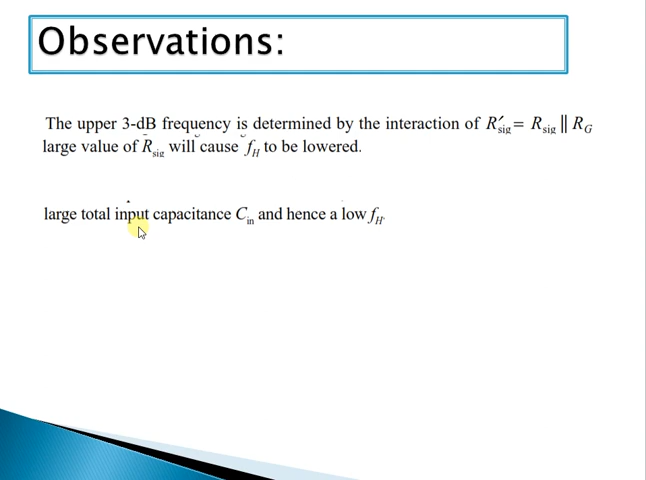 Observations:
The upper 3-dB frequency is determined by the interaction of R′sig = Rsig || RG
large value of Rsig will cause fH to be lowered.
large total input capacitance Cin and hence a low fH.